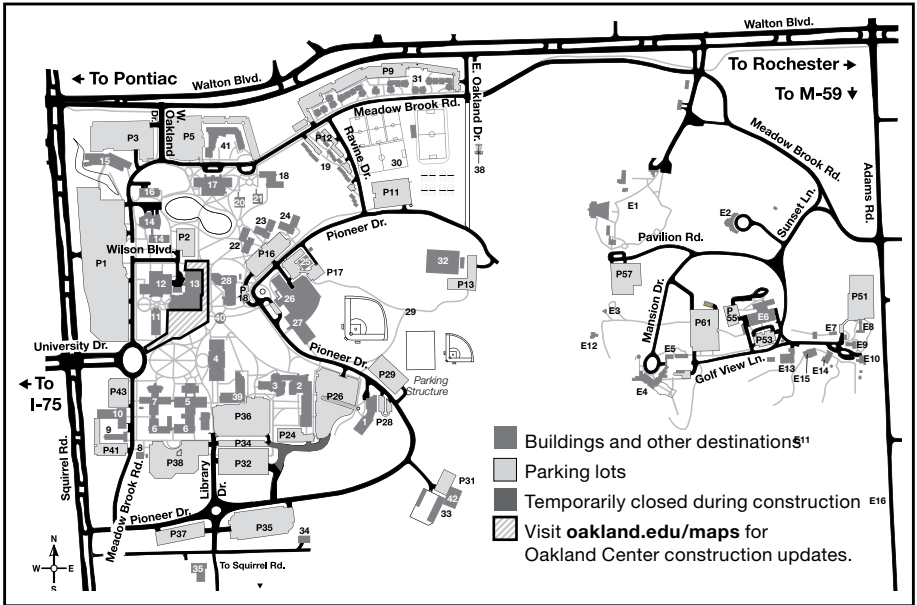 Walton Blvd.
← To Pontiac
Walton Blvd.
To Rochester →
To M-59 ↓
P9
31
Meadow Brook Rd.
E. Oakland Dr.
W. Oakland Dr.
P3
P5
41
P12
Ravine Dr.
19
30
38
Meadow Brook Rd.
Adams Rd.
15
17
18
16
20
21
P11
E1
E2
Sunset Ln.
14
14
P2
23
24
22
Pioneer Dr.
Pavilion Rd.
P1
Wilson Blvd.
P16
25
P17
32
P13
P57
12
13
28
P18
26
P51
11
40
27
29
E3
Mansion Dr.
P61
P55
E6
E7
E8
University Dr.
Pioneer Dr.
E12
P53
E9
E10
4
Parking
Structure
P29
E5
E4
Golf View Ln.
E13
E15
E14
← To
I-75
P43
3
2
P26
39
7
5
10
P36
1
P28
6
6
9
P41
8
P38
P34
P24
P32
Squirrel Rd.
Meadow Brook Rd.
Library Dr.
P31
42
33
Pioneer Dr.
P37
P35
34
35
To Squirrel Rd.
N
W
E
S
Buildings and other destinations
E11
Parking lots
Temporarily closed during construction
E16
Visit oakland.edu/maps for
Oakland Center construction updates.